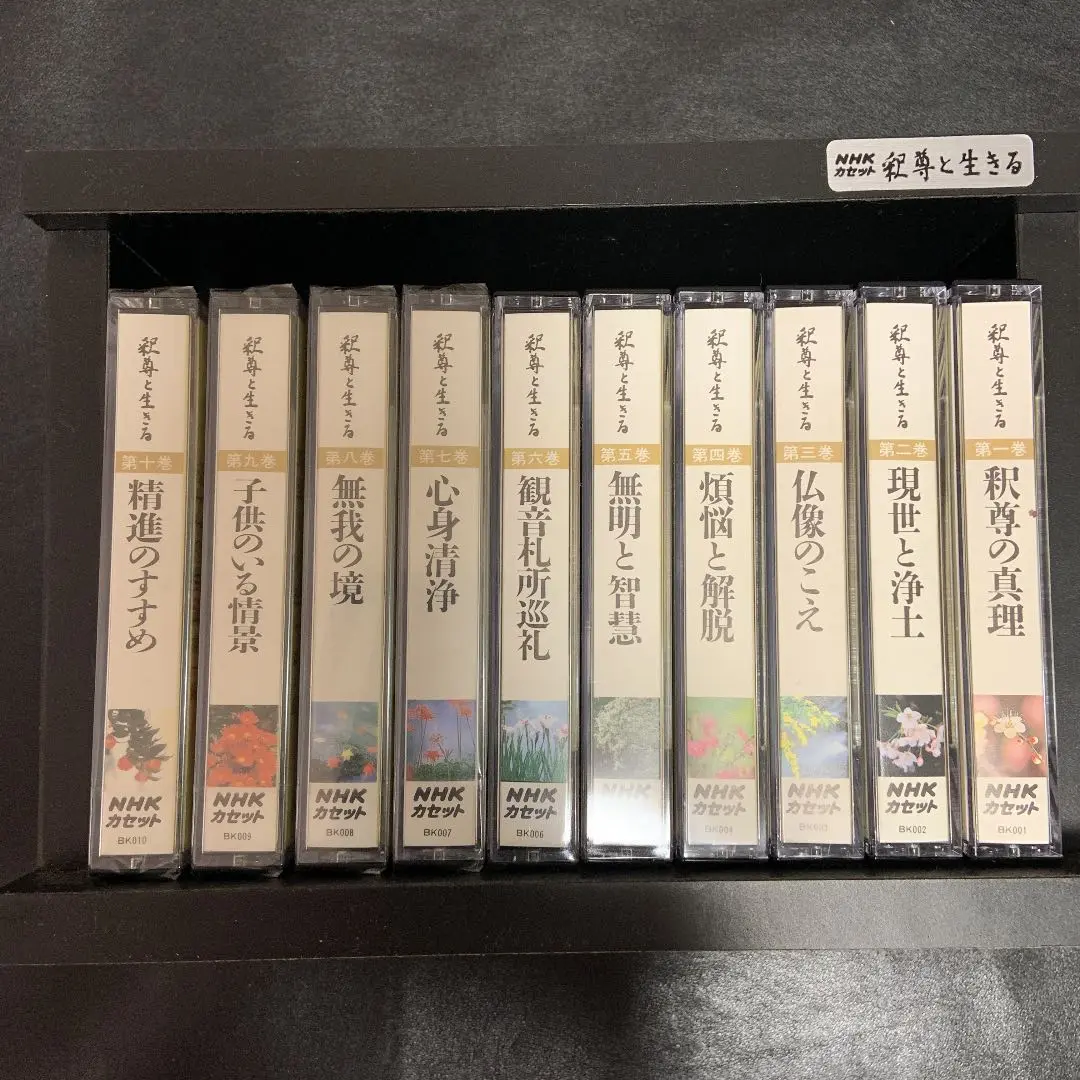 NHK
カセット
釈尊と生きる
釈尊と生きる
第一巻
釈尊の真理
NHK
カセット
BK001
釈尊と生きる
第二巻
現世と浄土
NHK
カセット
BK002
釈尊と生きる
第三巻
仏像のこえ
NHK
カセット
釈尊と生きる
第四巻
煩悩と解脱
NHK
カセット
釈尊と生きる
第五巻
無明と智慧
NHK
カセット
釈尊と生きる
第六巻
観音札所巡礼
NHK
カセット
BK006
釈尊と生きる
第七巻
心身清浄
NHK
カセット
BK007
釈尊と生きる
第八巻
無我の境
NHK
カセット
BK008
釈尊と生きる
第九巻
子供のいる情景
NHK
カセット
BK009
釈尊と生きる
第十巻
精進のすすめ
NHK
カセット
BK010